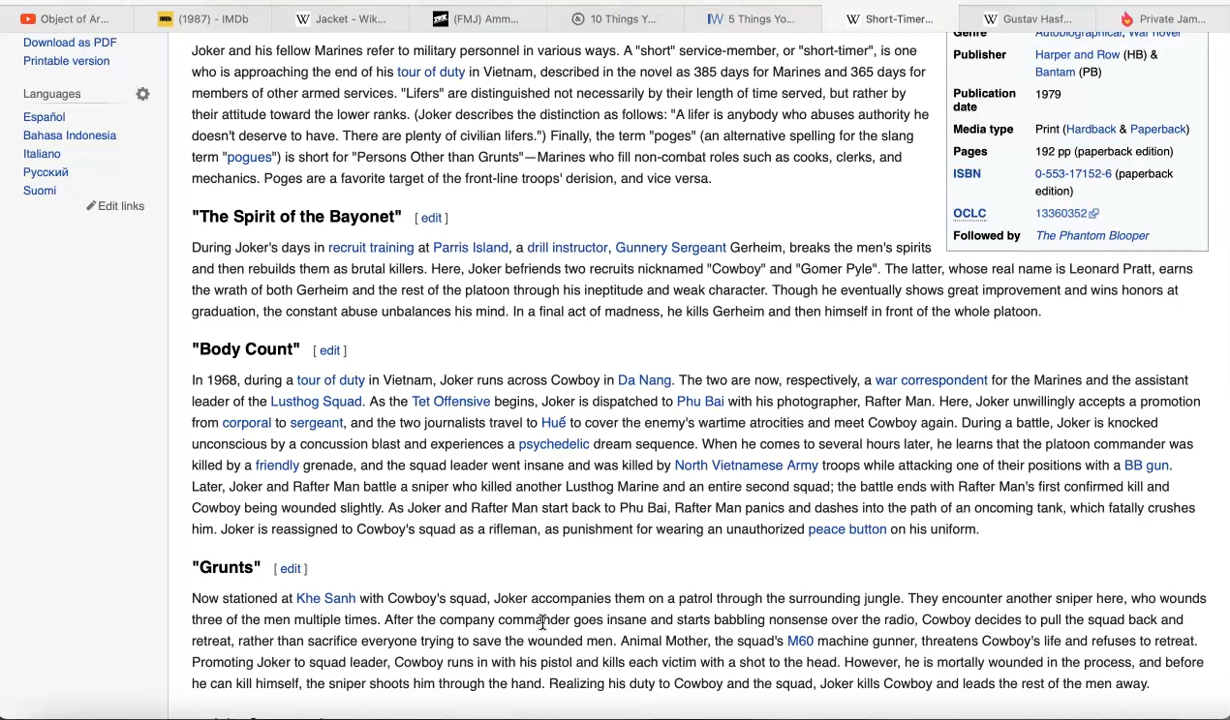 Object of Ar...
(1987) - IMDb
Jacket - Wik...
(FMJ) Amm...
10 Things Y...
5 Things Yo...
Short-Timer...
Gustav Hasf...
Private Jam...
Download as PDF
Printable version
Languages
Español
Bahasa Indonesia
Italiano
Русский
Suomi
Edit links
Joker and his fellow Marines refer to military personnel in various ways. A "short" service-member, or "short-timer", is one
who is approaching the end of his tour of duty in Vietnam, described in the novel as 385 days for Marines and 365 days for
members of other armed services. "Lifers" are distinguished not necessarily by their length of time served, but rather by
their attitude toward the lower ranks. (Joker describes the distinction as follows: "A lifer is anybody who abuses authority he
doesn't deserve to have. There are plenty of civilian lifers.") Finally, the term "poges" (an alternative spelling for the slang
term "pogues") is short for "Persons Other than Grunts"—Marines who fill non-combat roles such as cooks, clerks, and
mechanics. Poges are a favorite target of the front-line troops' derision, and vice versa.
Genre Autobiographical, War novel
Publisher Harper and Row (HB) &
Bantam (PB)
Publication 1979
date
Media type Print (Hardback & Paperback)
Pages 192 pp (paperback edition)
ISBN 0-553-17152-6 (paperback
edition)
OCLC 13360352
Followed by The Phantom Blooper
"The Spirit of the Bayonet" [ edit ]
During Joker's days in recruit training at Parris Island, a drill instructor, Gunnery Sergeant Gerheim, breaks the men's spirits
and then rebuilds them as brutal killers. Here, Joker befriends two recruits nicknamed "Cowboy" and "Gomer Pyle". The latter, whose real name is Leonard Pratt, earns
the wrath of both Gerheim and the rest of the platoon through his ineptitude and weak character. Though he eventually shows great improvement and wins honors at
graduation, the constant abuse unbalances his mind. In a final act of madness, he kills Gerheim and then himself in front of the whole platoon.
"Body Count" [ edit ]
In 1968, during a tour of duty in Vietnam, Joker runs across Cowboy in Da Nang. The two are now, respectively, a war correspondent for the Marines and the assistant
leader of the Lusthog Squad. As the Tet Offensive begins, Joker is dispatched to Phu Bai with his photographer, Rafter Man. Here, Joker unwillingly accepts a promotion
from corporal to sergeant, and the two journalists travel to Huế to cover the enemy's wartime atrocities and meet Cowboy again. During a battle, Joker is knocked
unconscious by a concussion blast and experiences a psychedelic dream sequence. When he comes to several hours later, he learns that the platoon commander was
killed by a friendly grenade, and the squad leader went insane and was killed by North Vietnamese Army troops while attacking one of their positions with a BB gun.
Later, Joker and Rafter Man battle a sniper who killed another Lusthog Marine and an entire second squad; the battle ends with Rafter Man's first confirmed kill and
Cowboy being wounded slightly. As Joker and Rafter Man start back to Phu Bai, Rafter Man panics and dashes into the path of an oncoming tank, which fatally crushes
him. Joker is reassigned to Cowboy's squad as a rifleman, as punishment for wearing an unauthorized peace button on his uniform.
"Grunts" [ edit ]
Now stationed at Khe Sanh with Cowboy's squad, Joker accompanies them on a patrol through the surrounding jungle. They encounter another sniper here, who wounds
three of the men multiple times. After the company commander goes insane and starts babbling nonsense over the radio, Cowboy decides to pull the squad back and
retreat, rather than sacrifice everyone trying to save the wounded men. Animal Mother, the squad's M60 machine gunner, threatens Cowboy's life and refuses to retreat.
Promoting Joker to squad leader, Cowboy runs in with his pistol and kills each victim with a shot to the head. However, he is mortally wounded in the process, and before
he can kill himself, the sniper shoots him through the hand. Realizing his duty to Cowboy and the squad, Joker kills Cowboy and leads the rest of the men away.